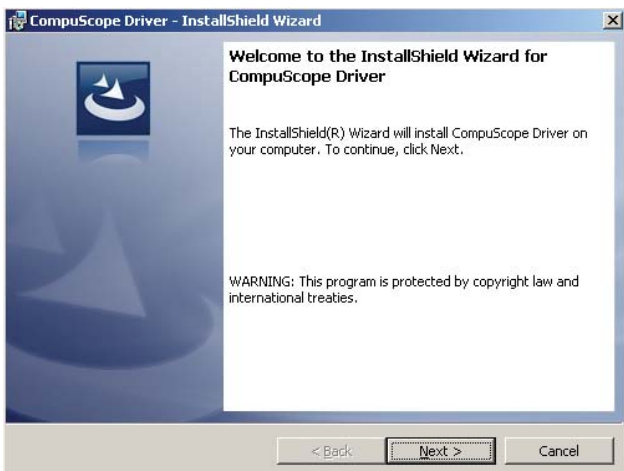 CompuScope Driver - InstallShield Wizard
Welcome to the InstallShield Wizard for
CompuScope Driver
The InstallShield(R) Wizard will install CompuScope Driver on
your computer. To continue, click Next.
WARNING: This program is protected by copyright law and
international treaties.
< Back
Next >
Cancel